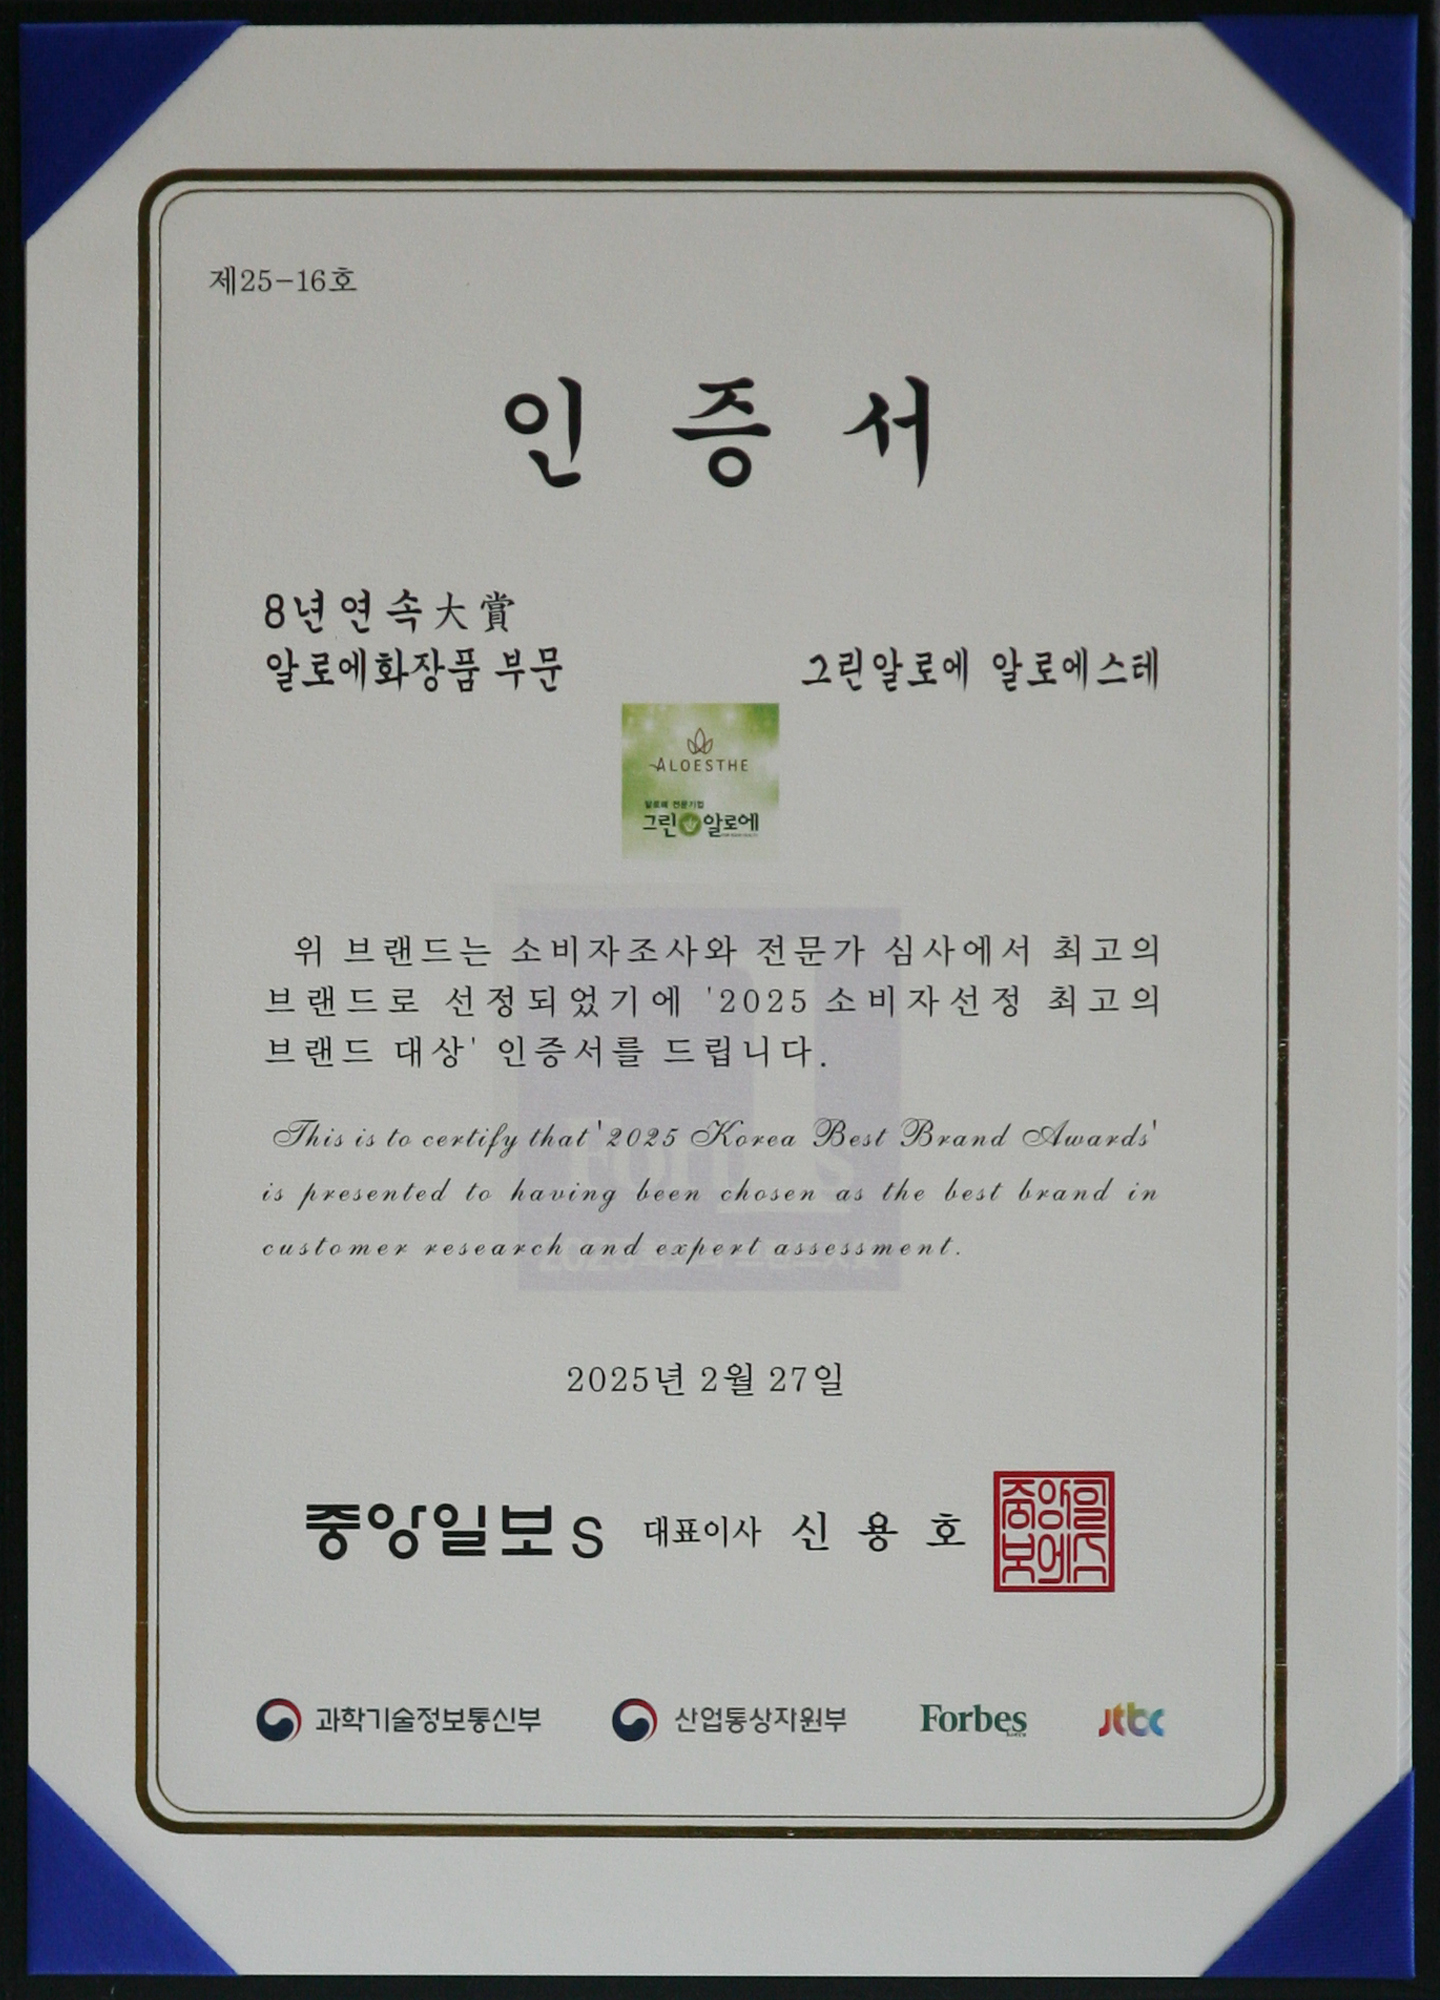 제25-16호
인 증 서
8년 연속 大賞
알로에화장품 부문
그린알로에 알로에스테
ALOESTHE
알로에 전문기업
그린 알로에
위 브랜드는 소비자조사와 전문가 심사에서 최고의
브랜드로 선정되었기에 '2025 소비자선정 최고의
브랜드 대상' 인증서를 드립니다.
This is to certify that '2025 Korea Best Brand Awards'
is presented to having been chosen as the best brand in
customer research and expert assessment.
2025년 2월 27일
중앙일보S 대표이사 신 용 호
중앙일
보에스
과학기술정보통신부 산업통상자원부 Forbes jtbc